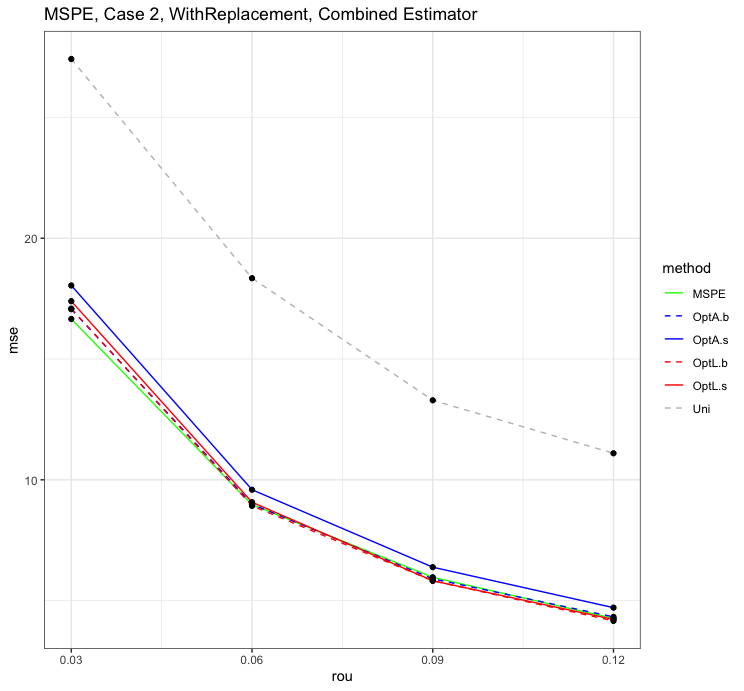 MSPE, Case 2, WithReplacement, Combined Estimator
20
10
mse
0.03
0.06
0.09
0.12
rou
method
MSPE
OptA.b
OptA.s
OptL.b
OptL.s
Uni